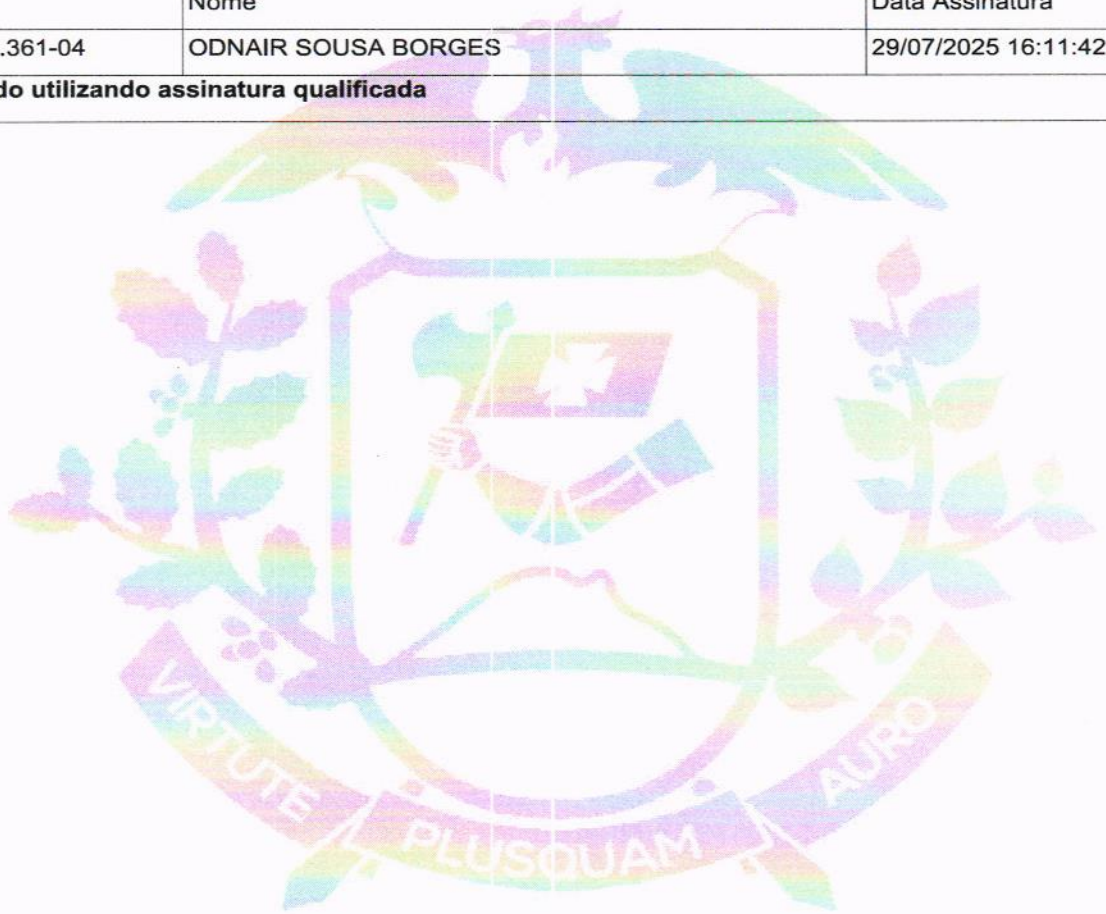 Nome Data Assinatura
.361-04 ODNAIR SOUSA BORGES 29/07/2025 16:11:42
do utilizando assinatura qualificada
VIRTUTE PLUSQUAM AURO